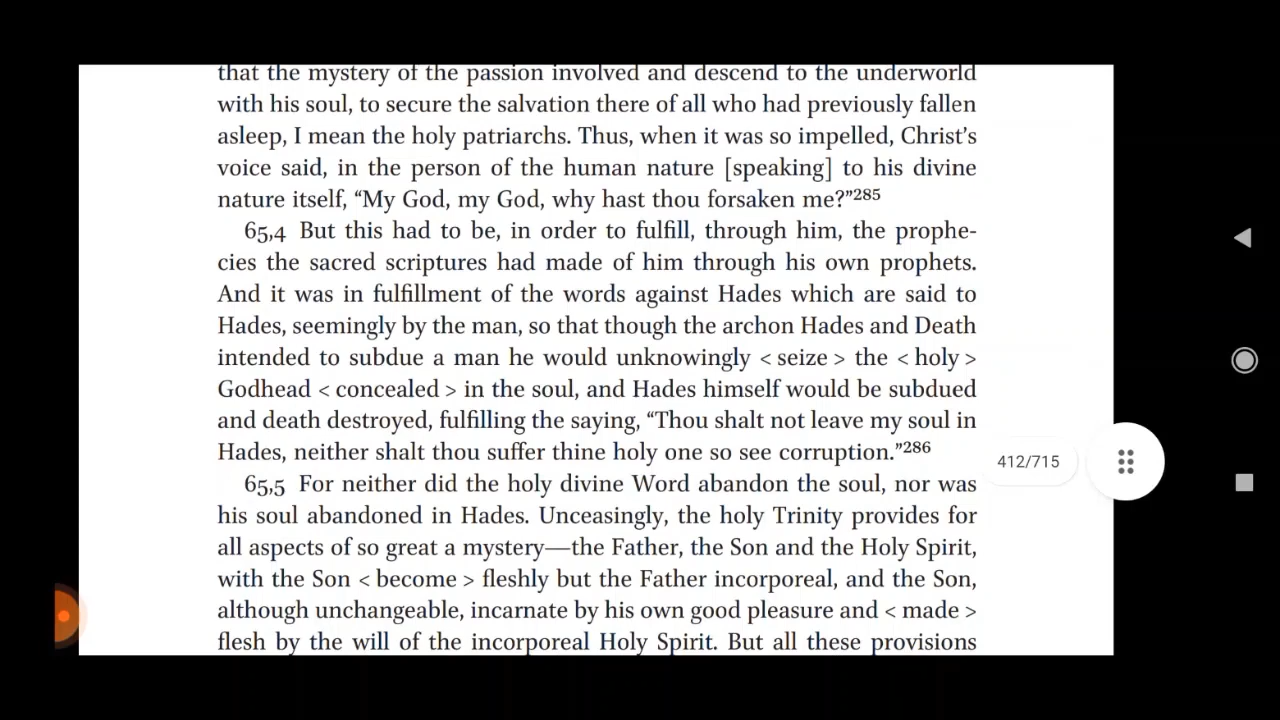 that the mystery of the passion involved and descend to the underworld
with his soul, to secure the salvation there of all who had previously fallen
asleep, I mean the holy patriarchs. Thus, when it was so impelled, Christ’s
voice said, in the person of the human nature [speaking] to his divine
nature itself, “My God, my God, why hast thou forsaken me?”285
65,4 But this had to be, in order to fulfill, through him, the prophe-
cies the sacred scriptures had made of him through his own prophets.
And it was in fulfillment of the words against Hades which are said to
Hades, seemingly by the man, so that though the archon Hades and Death
intended to subdue a man he would unknowingly < seize > the < holy >
Godhead < concealed > in the soul, and Hades himself would be subdued
and death destroyed, fulfilling the saying, “Thou shalt not leave my soul in
Hades, neither shalt thou suffer thine holy one so see corruption.”286
412/715
65,5 For neither did the holy divine Word abandon the soul, nor was
his soul abandoned in Hades. Unceasingly, the holy Trinity provides for
all aspects of so great a mystery—the Father, the Son and the Holy Spirit,
with the Son < become > fleshly but the Father incorporeal, and the Son,
although unchangeable, incarnate by his own good pleasure and < made >
flesh by the will of the incorporeal Holy Spirit. But all these provisions